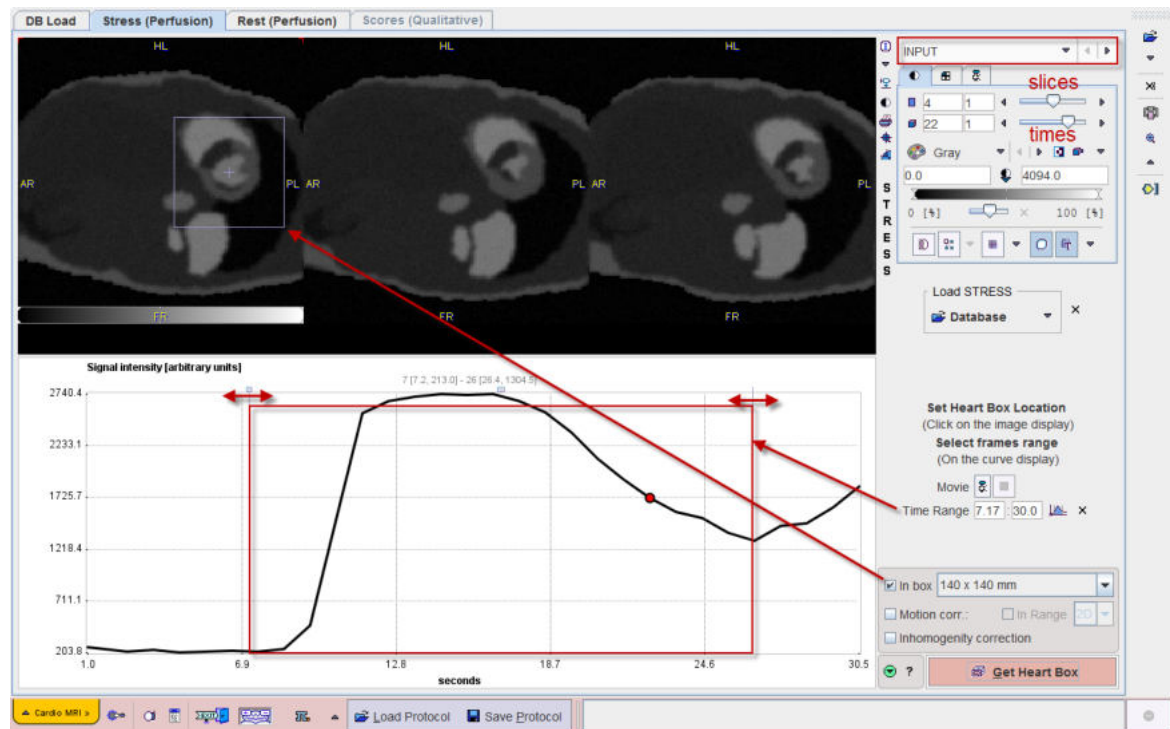 DB Load
Stress (Perfusion)
Rest (Perfusion)
Scores (Qualitative)
HL
HL
HL
AR
PL
AR
PL
AR
PL
FR
FR
FR
STRESS
INPUT
slices
4 1
22 1
times
Gray
0.0 4094.0
0 [%] 100 [%]
Load STRESS
Database
Set Heart Box Location
(Click on the image display)
Select frames range
(On the curve display)
Movie
Time Range 7.17 : 30.0
In box 140 x 140 mm
Motion corr.: In Range 2D
Inhomogenity correction
? Get Heart Box
Signal intensity [arbitrary units]
7 [7.2, 213.0] - 26 [26.4, 1304.5]
2740.4
2233.1
1725.7
1218.4
711.1
203.8
1.0 6.9 12.8 18.7 24.6 30.5
seconds
Cardio MRI
Load Protocol
Save Protocol